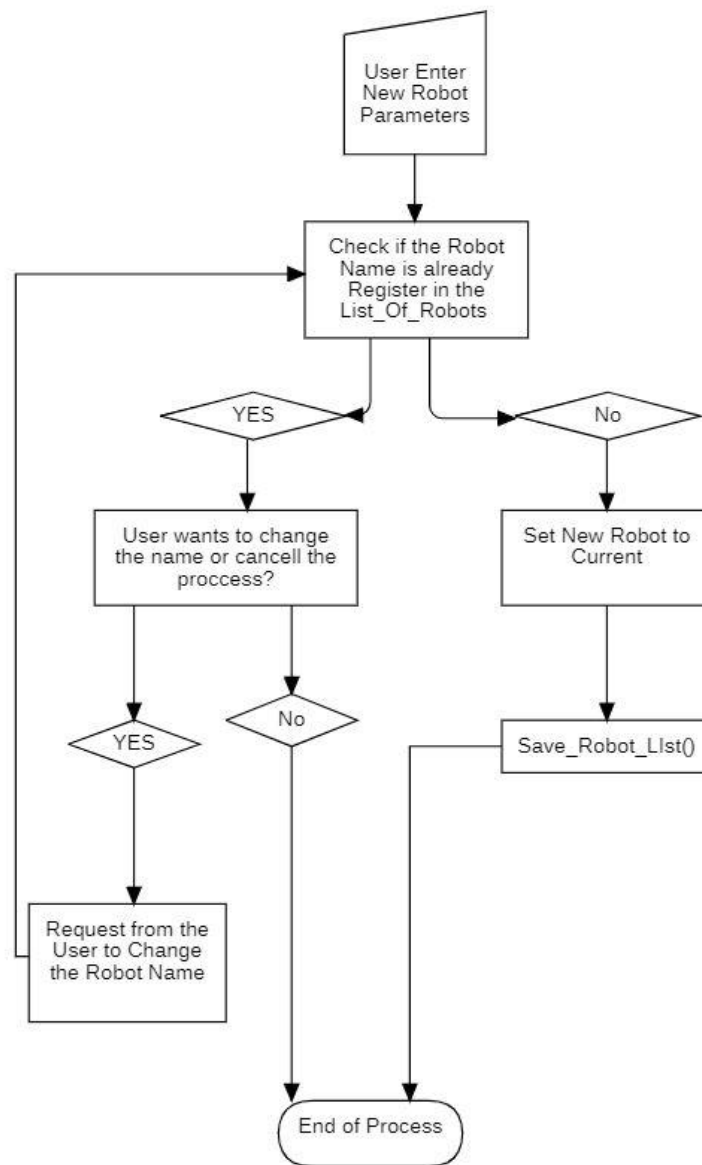 User Enter
New Robot
Parameters
Check if the Robot
Name is already
Register in the
List_Of_Robots
YES
No
User wants to change
the name or cancell the
proccess?
Set New Robot to
Current
YES
No
Save_Robot_LIst()
Request from the
User to Change
the Robot Name
End of Process